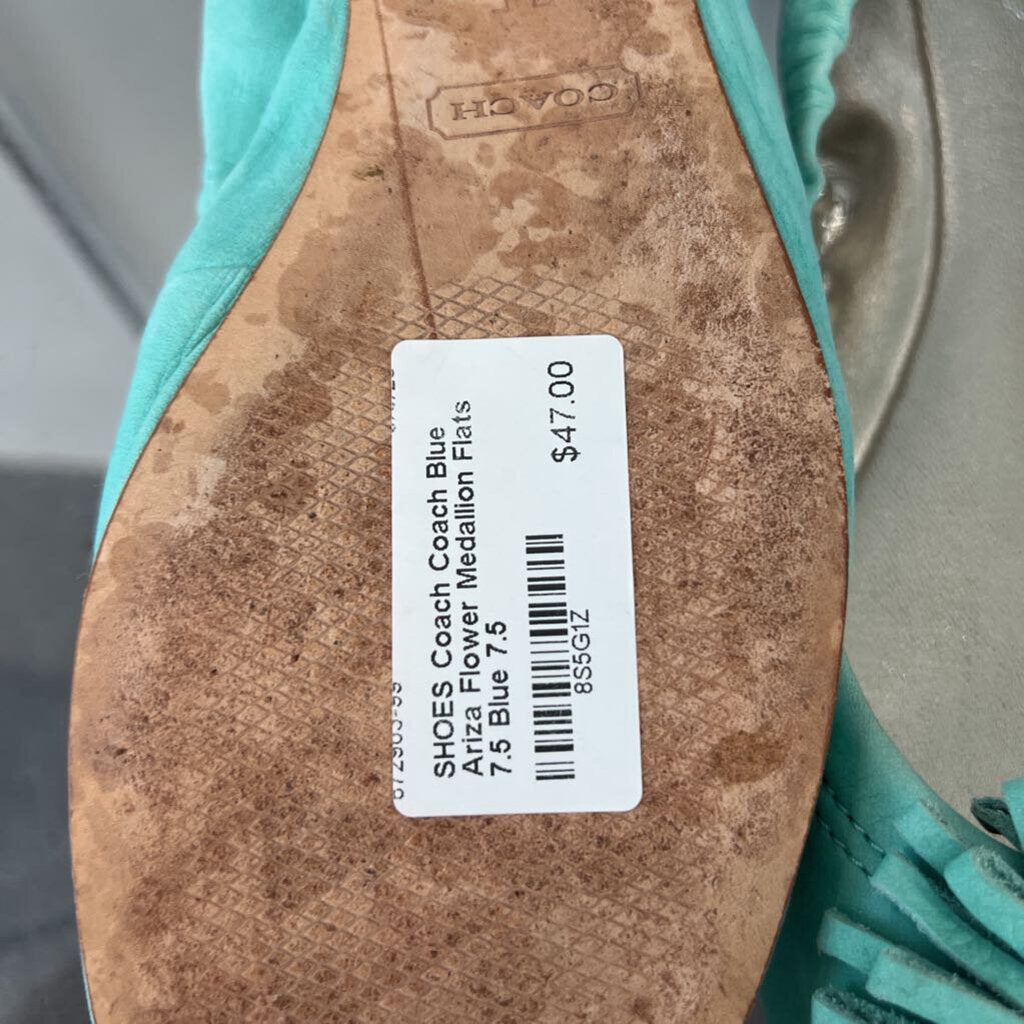 COACH
SHOES Coach Coach Blue
Ariza Flower Medallion Flats
7.5 Blue 7.5
$47.00
8S5G1Z